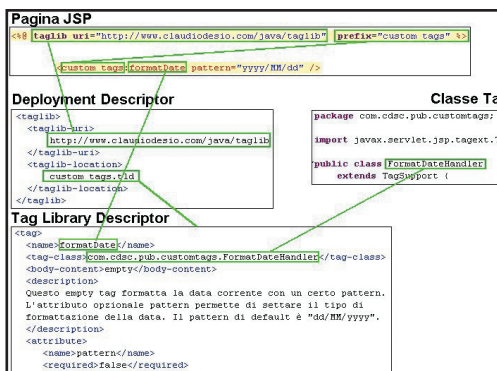 Pagina JSP
<%@ taglib uri="http://www.claudiodesio.com/java/taglib" prefix="custom tags" %>
<custom tags:formatDate pattern="yyyy/MM/dd" />
Deployment Descriptor
<taglib>
<taglib-uri>
http://www.claudiodesio.com/java/taglib
</taglib-uri>
<taglib-location>
custom tags.tld
</taglib-location>
</taglib>
Classe Ta
package com.cdsc.pub.customtags;
import javax.servlet.jsp.tagext.T
public class FormatDateHandler
extends TagSupport {
Tag Library Descriptor
<tag>
<name>formatDate</name>
<tag-class>com.cdsc.pub.customtags.FormatDateHandler</tag-class>
<body-content>empty</body-content>
<description>
Questo empty tag formatta la data corrente con un certo pattern.
L'attributo opzionale pattern permette di settare il tipo di
formattazione della data. Il pattern di default è "dd/MM/yyyy".
</description>
<attribute>
<name>pattern</name>
<required>false</required>